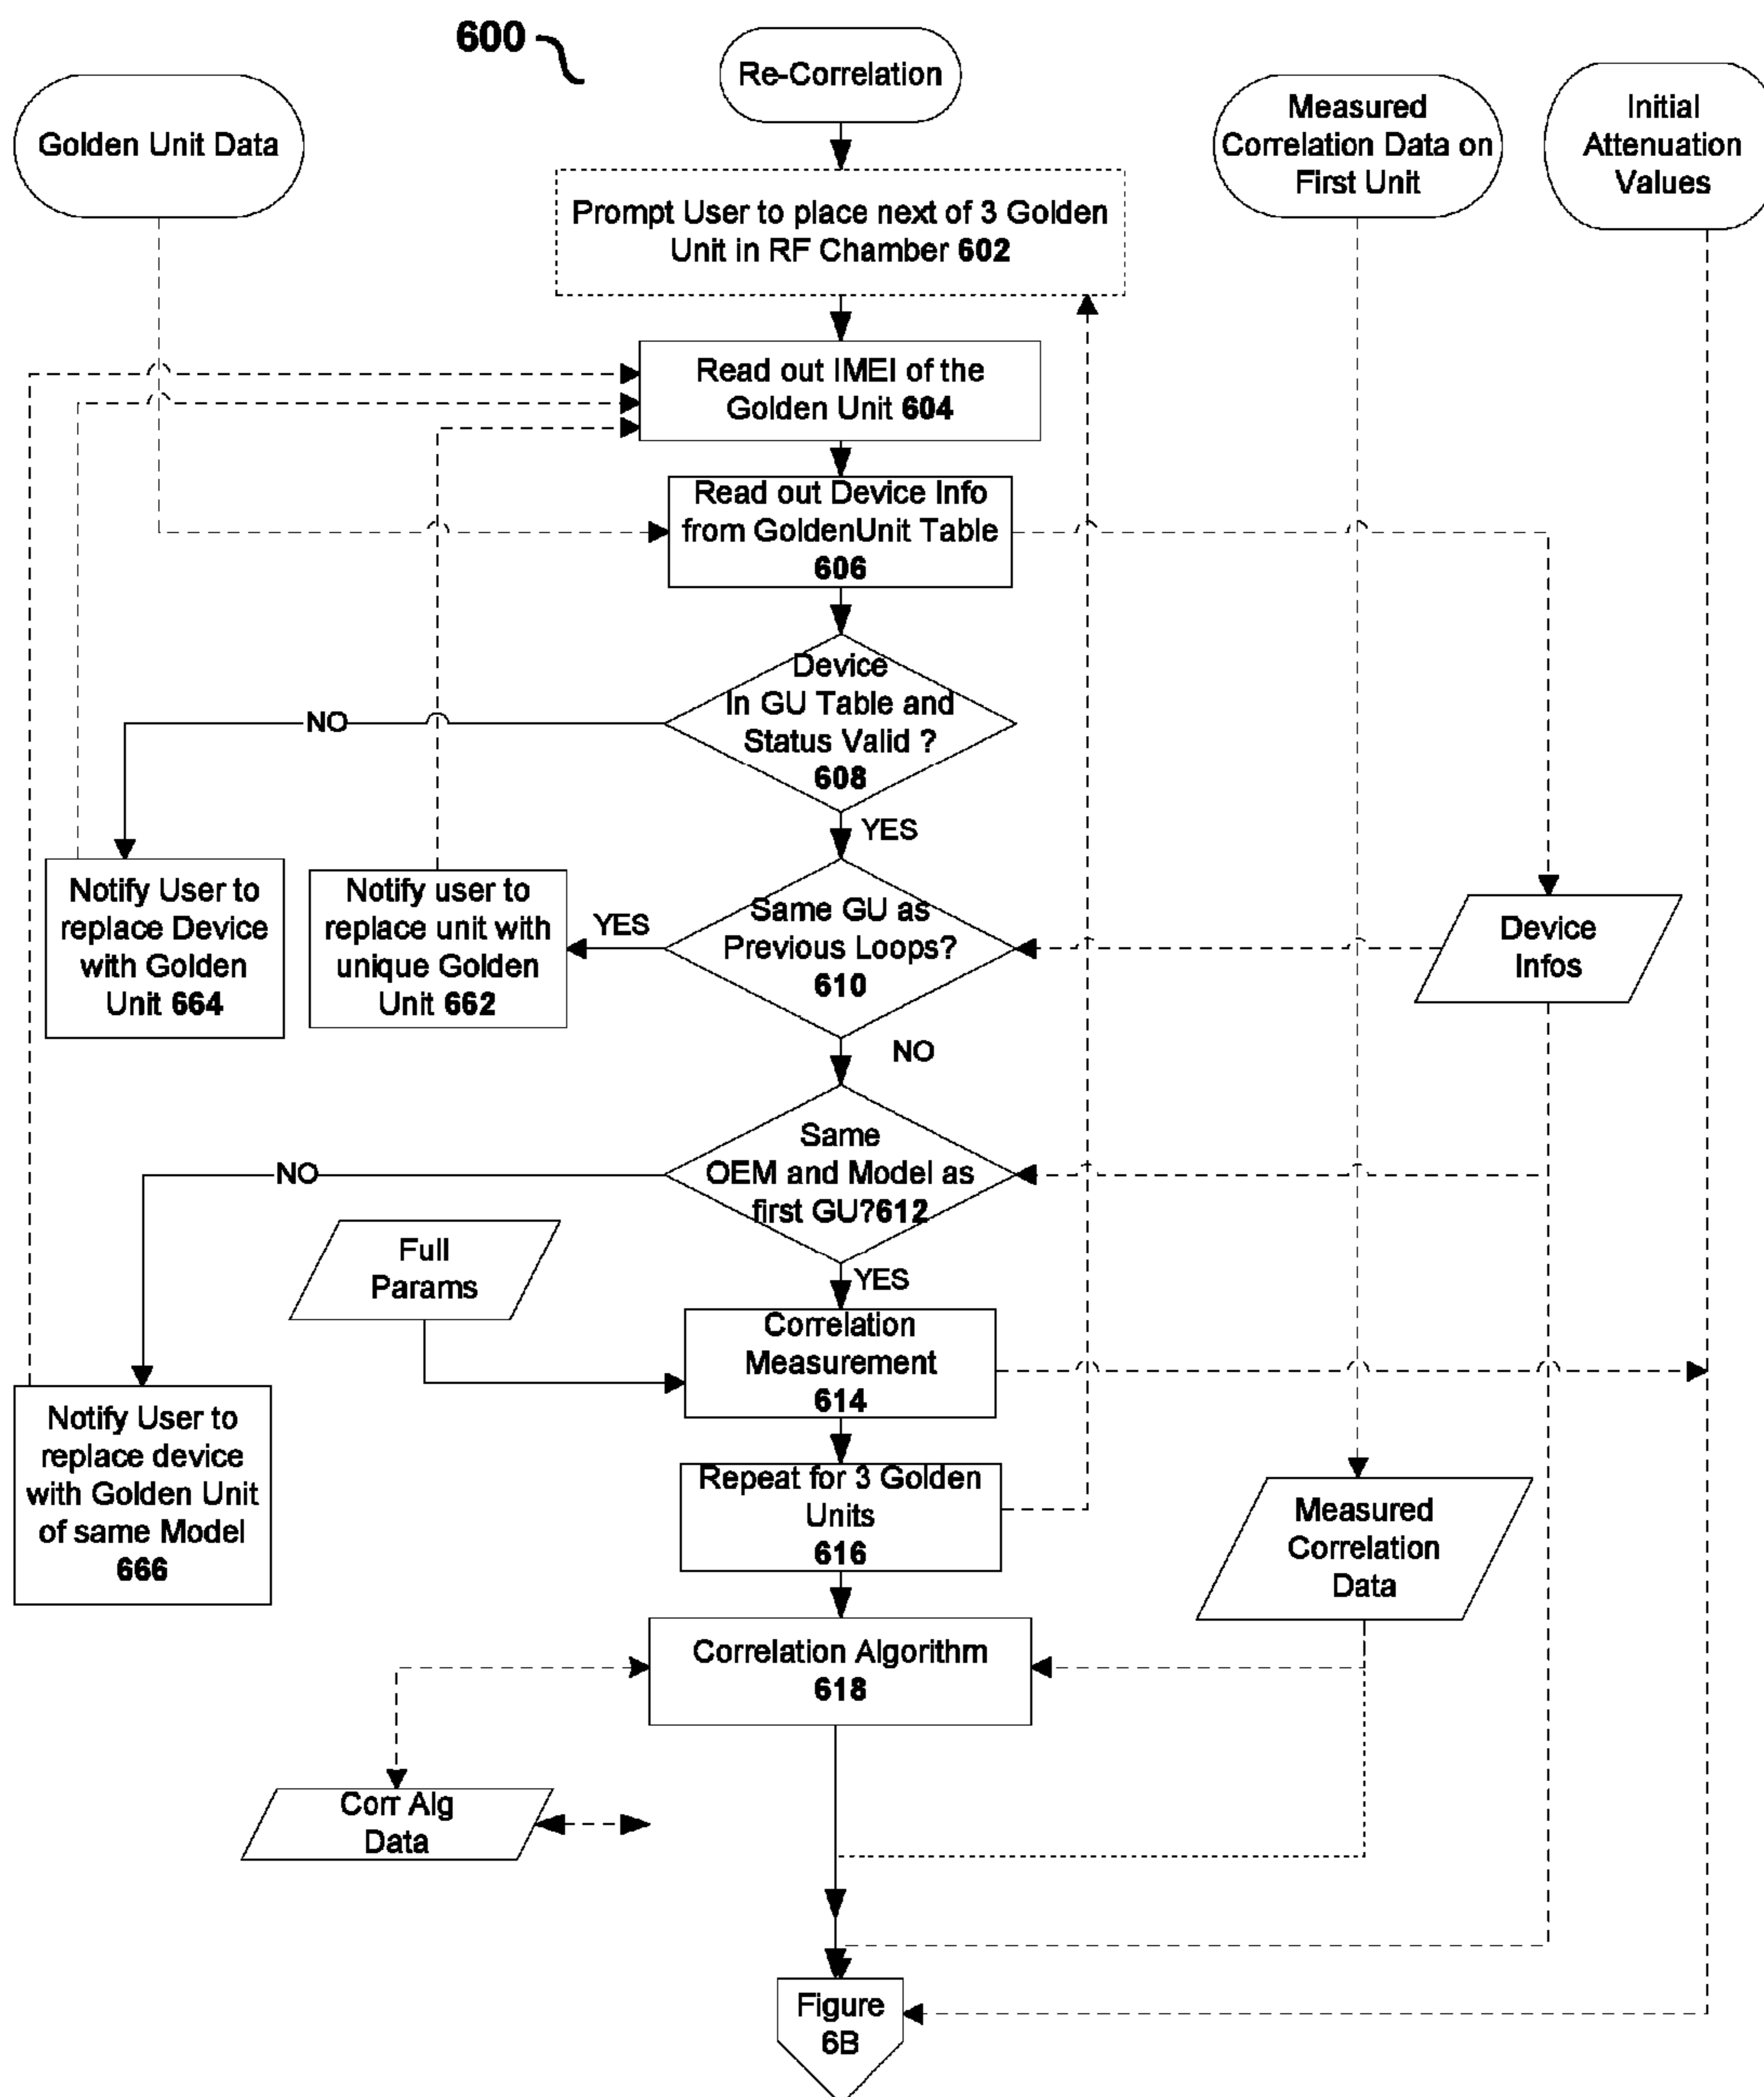 600
Re-Correlation
Golden Unit Data
Measured
Correlation Data on
First Unit
Initial
Attenuation
Values
Prompt User to place next of 3 Golden
Unit in RF Chamber 602
Read out IMEI of the
Golden Unit 604
Read out Device Info
from GoldenUnit Table
606
Device
In GU Table and
Status Valid ?
608
NO
YES
Notify User to
replace Device
with Golden
Unit 664
Notify user to
replace unit with
unique Golden
Unit 662
YES
Same GU as
Previous Loops?
610
Device
Infos
NO
Same
OEM and Model as
first GU?612
NO
Full
Params
YES
Correlation
Measurement
614
Notify User to
replace device
with Golden Unit
of same Model
666
Repeat for 3 Golden
Units
616
Measured
Correlation
Data
Correlation Algorithm
618
Corr Alg
Data
Figure
6B